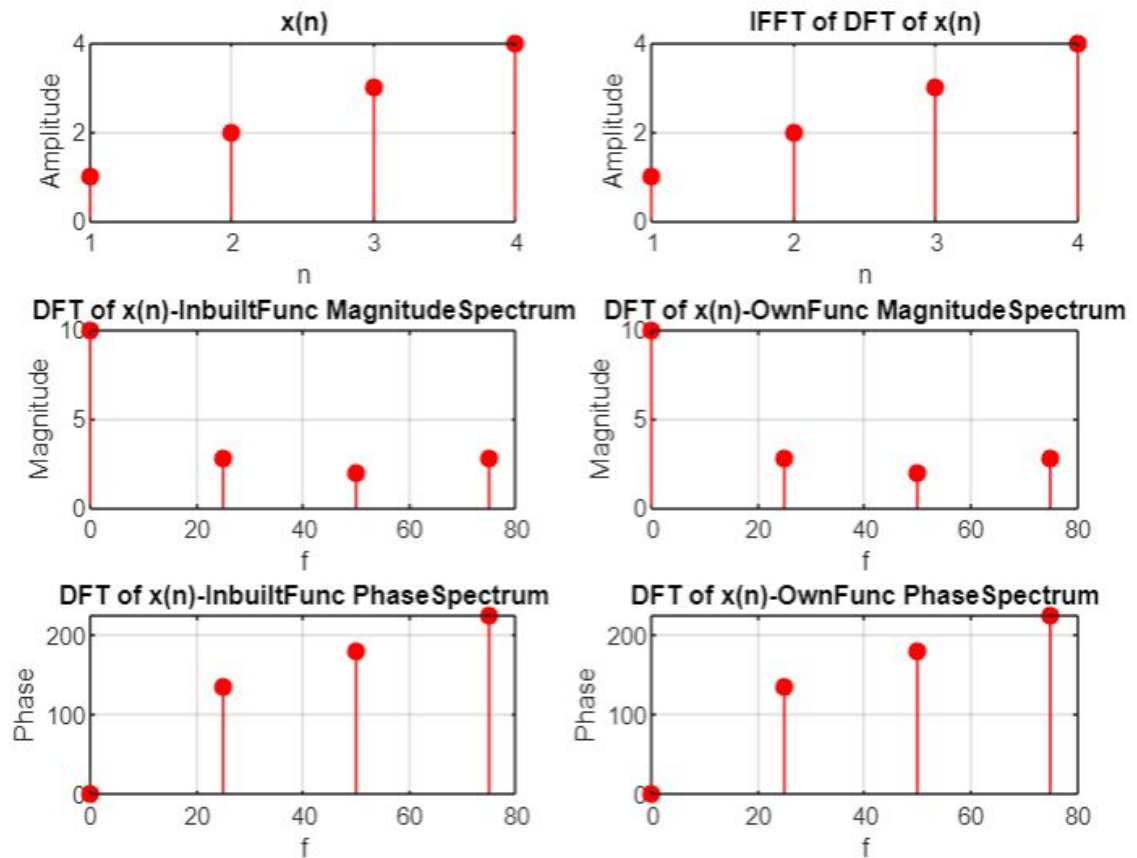 x(n)
IFFT of DFT of x(n)
4
2
0
Amplitude
1 2 3 4
n
4
2
0
Amplitude
1 2 3 4
n
DFT of x(n)-InbuiltFunc MagnitudeSpectrum
DFT of x(n)-OwnFunc MagnitudeSpectrum
10
5
0
Magnitude
0 20 40 60 80
f
10
5
0
Magnitude
0 20 40 60 80
f
DFT of x(n)-InbuiltFunc PhaseSpectrum
DFT of x(n)-OwnFunc PhaseSpectrum
200
100
0
Phase
0 20 40 60 80
f
200
100
0
Phase
0 20 40 60 80
f